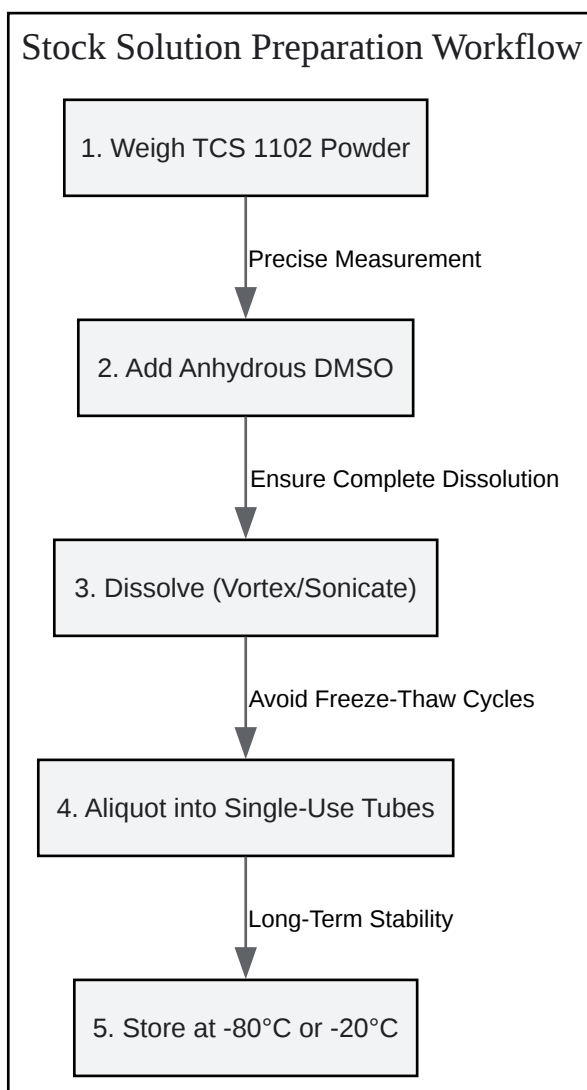 Stock Solution Preparation Workflow
1. Weigh TCS 1102 Powder
Precise Measurement
2. Add Anhydrous DMSO
Ensure Complete Dissolution
3. Dissolve (Vortex/Sonicate)
Avoid Freeze-Thaw Cycles
4. Aliquot into Single-Use Tubes
Long-Term Stability
5. Store at -80°C or -20°C